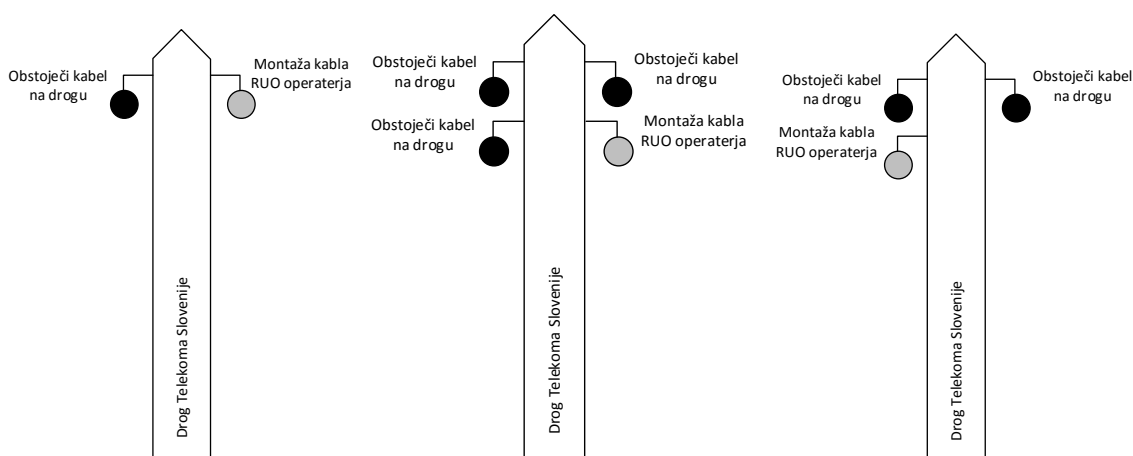 Obstoječi kabel
na drogu
Montaža kabla
RUO operaterja
Drog Telekoma Slovenije
Obstoječi kabel
na drogu
Obstoječi kabel
na drogu
Obstoječi kabel
na drogu
Montaža kabla
RUO operaterja
Drog Telekoma Slovenije
Obstoječi kabel
na drogu
Obstoječi kabel
na drogu
Montaža kabla
RUO operaterja
Drog Telekoma Slovenije